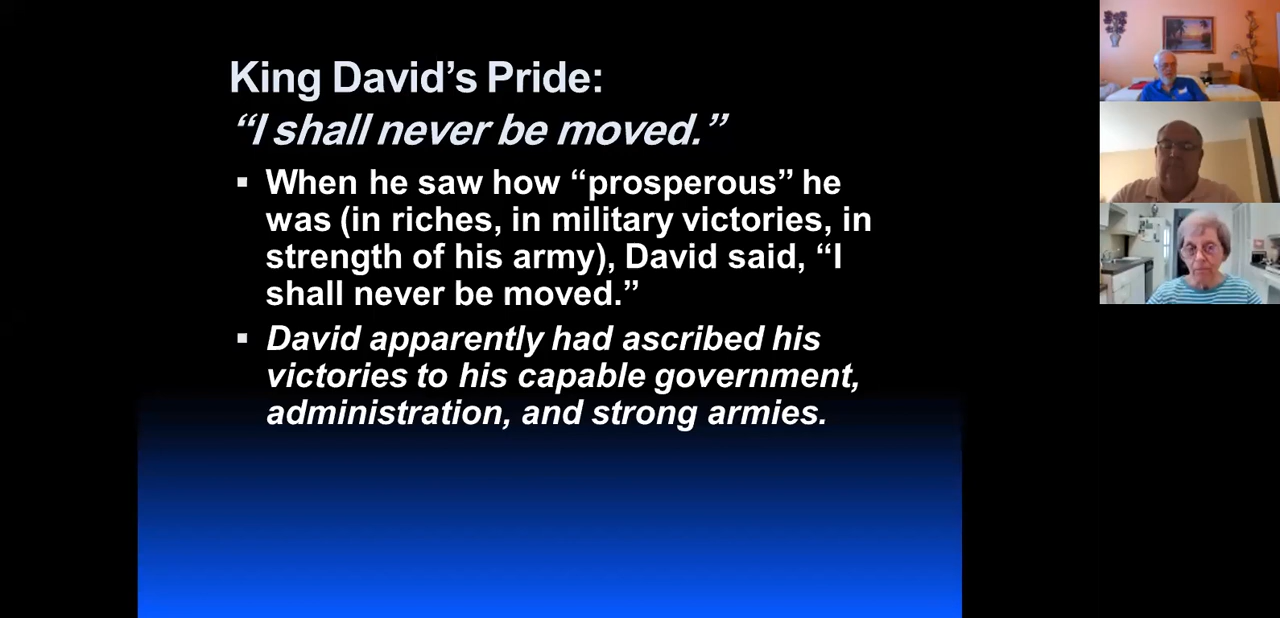 King David’s Pride:
“I shall never be moved.”
▪ When he saw how “prosperous” he
was (in riches, in military victories, in
strength of his army), David said, “I
shall never be moved.”
▪ David apparently had ascribed his
victories to his capable government,
administration, and strong armies.